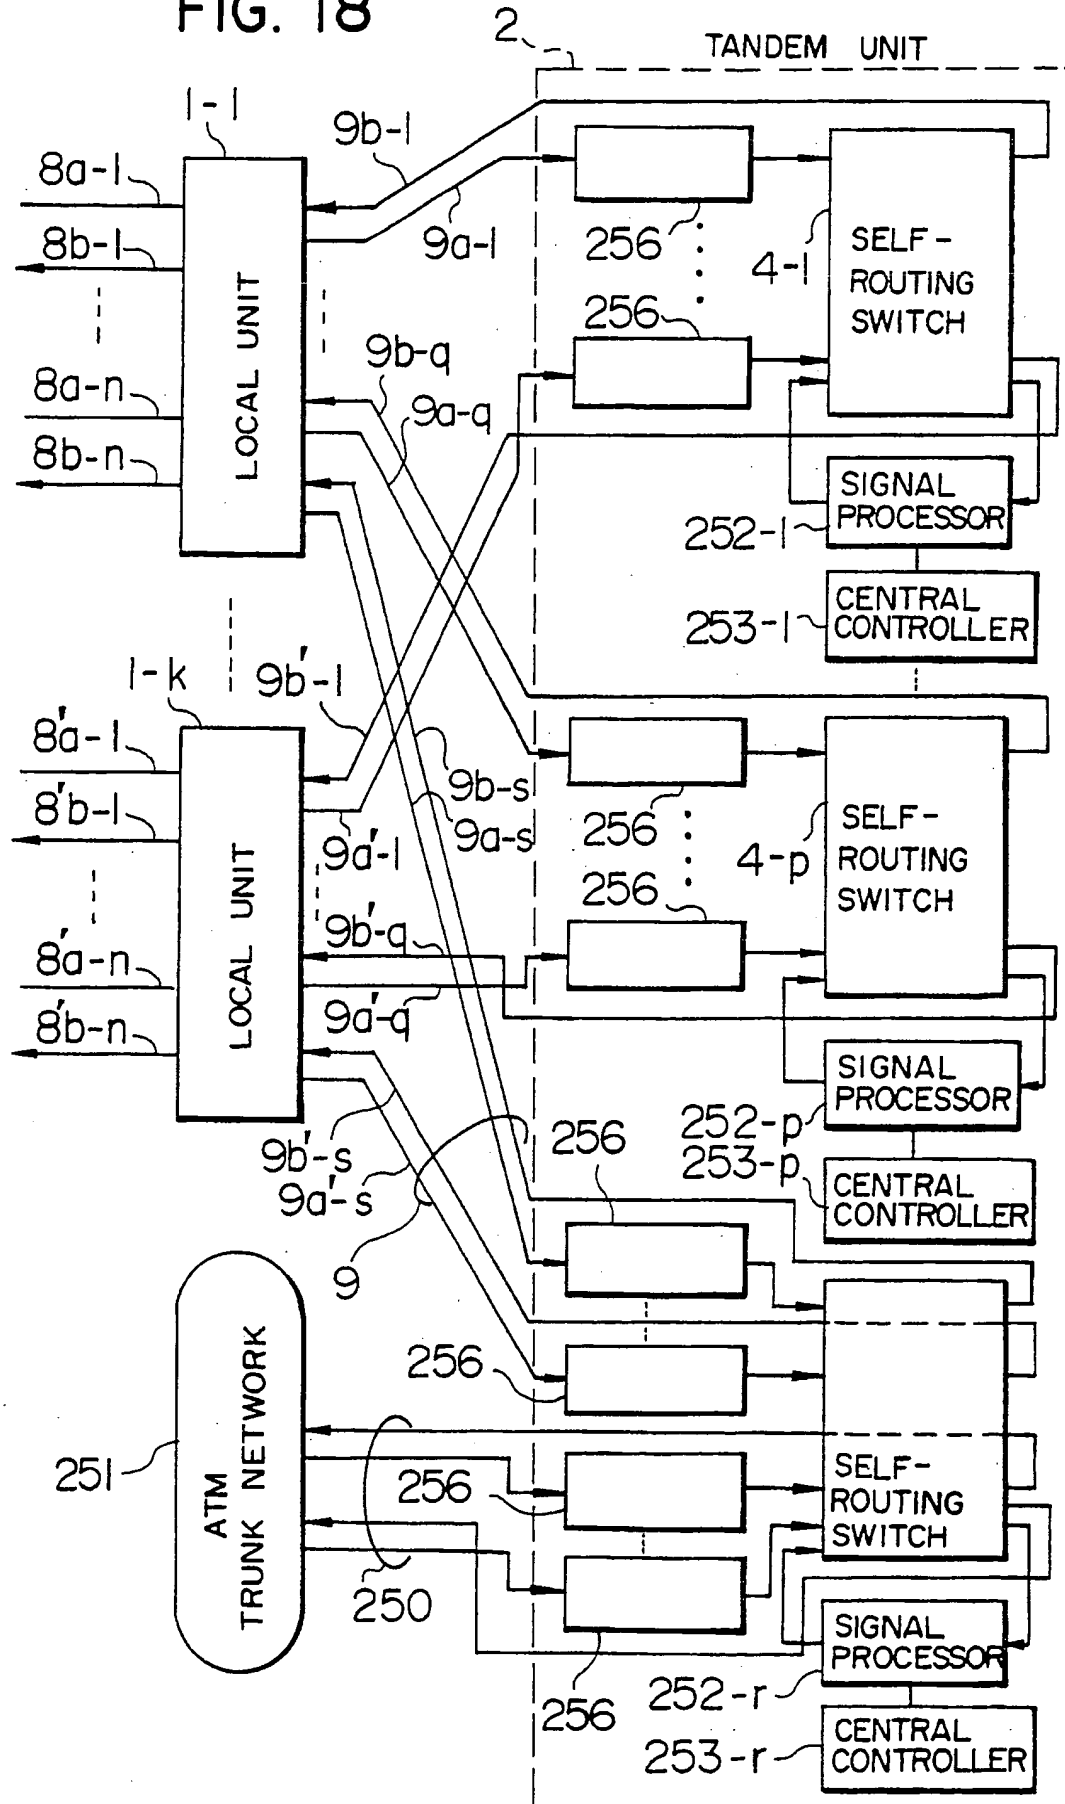 FIG. 18
2
TANDEM UNIT
1-1
9b-1
8a-1
9a-1
256
8b-1
4-1
SELF-
ROUTING
SWITCH
LOCAL UNIT
256
9b-q
8a-n
9a-q
8b-n
SIGNAL
PROCESSOR
252-1
CENTRAL
CONTROLLER
253-1
1-k
9b'-1
8'a-1
9b-s
8'b-1
256
9a-s
9a'-1
SELF-
ROUTING
SWITCH
4-p
256
LOCAL UNIT
9b'-q
8'a-n
9a'-q
8'b-n
SIGNAL
PROCESSOR
252-p
256
9b'-s
253-p
9a'-s
CENTRAL
CONTROLLER
9
256
ATM
TRUNK NETWORK
251
256
SELF-
ROUTING
SWITCH
250
SIGNAL
PROCESSOR
252-r
256
CENTRAL
CONTROLLER
253-r